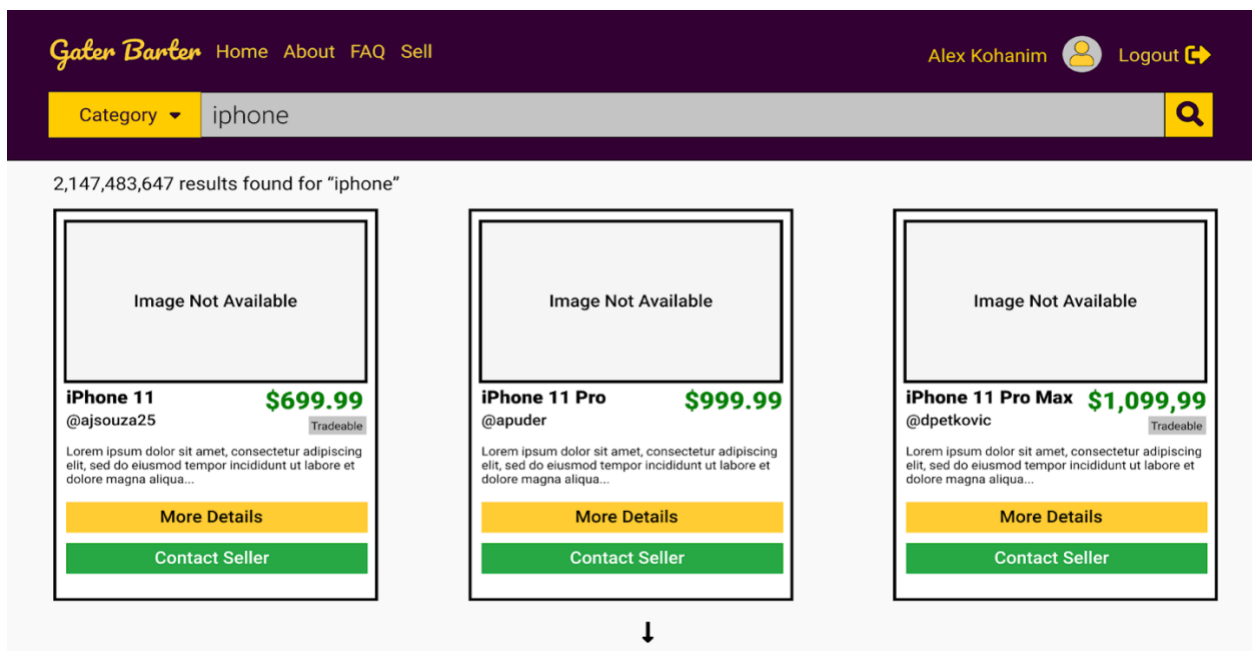 Gater Barter Home About FAQ Sell
Alex Kohanim Logout
Category iphone
2,147,483,647 results found for “iphone”
Image Not Available
iPhone 11 $699.99
@ajsouza25 Tradeable
Lorem ipsum dolor sit amet, consectetur adipiscing
elit, sed do eiusmod tempor incididunt ut labore et
dolore magna aliqua...
More Details
Contact Seller
Image Not Available
iPhone 11 Pro $999.99
@apuder
Lorem ipsum dolor sit amet, consectetur adipiscing
elit, sed do eiusmod tempor incididunt ut labore et
dolore magna aliqua...
More Details
Contact Seller
Image Not Available
iPhone 11 Pro Max $1,099,99
@dpetkovic Tradeable
Lorem ipsum dolor sit amet, consectetur adipiscing
elit, sed do eiusmod tempor incididunt ut labore et
dolore magna aliqua...
More Details
Contact Seller